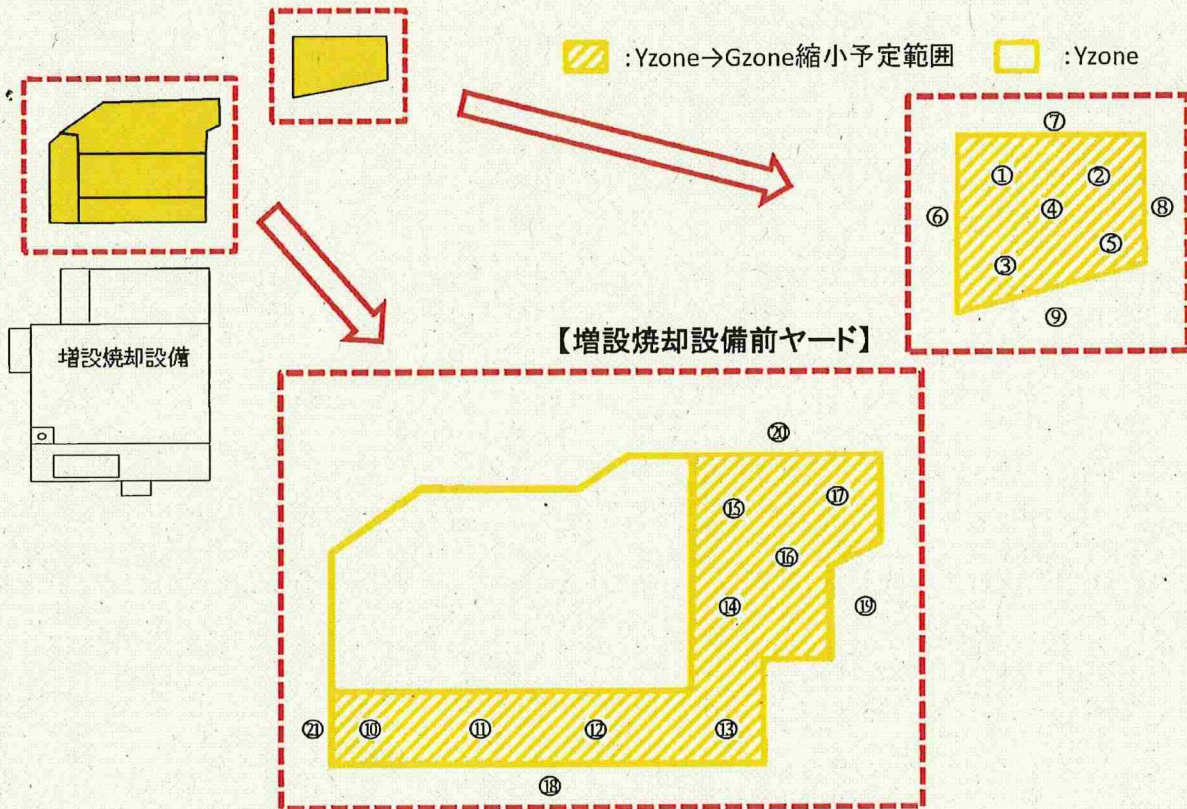 :Yzone→Gzone縮小予定範囲
:Yzone
⑦
① ②
⑥ ④ ⑧
⑤
③
⑨
増設焼却設備
【増設焼却設備前ヤード】
⑳
⑰
⑮
⑯
⑭ ⑲
㉑ ⑩ ⑪ ⑫ ⑬
⑱